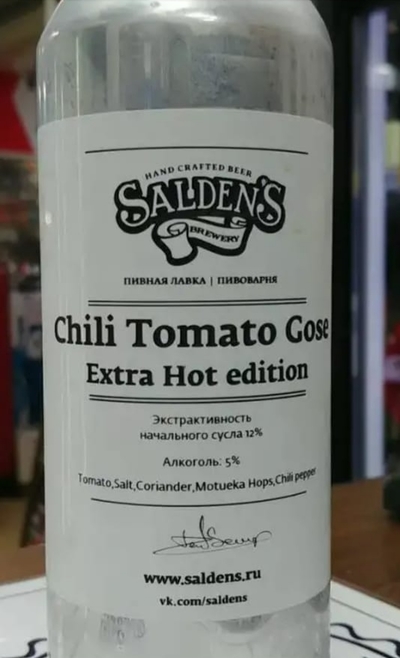 HAND CRAFTED BEER
SALDEN'S
BREWERY
ПИВНАЯ ЛАВКА | ПИВОВАРНЯ
Chili Tomato Gose
Extra Hot edition
Экстрактивность
начального сусла 12%
Алкоголь: 5%
Tomato,Salt,Coriander,Motueka Hops,Chili pepper
www.saldens.ru
vk.com/saldens